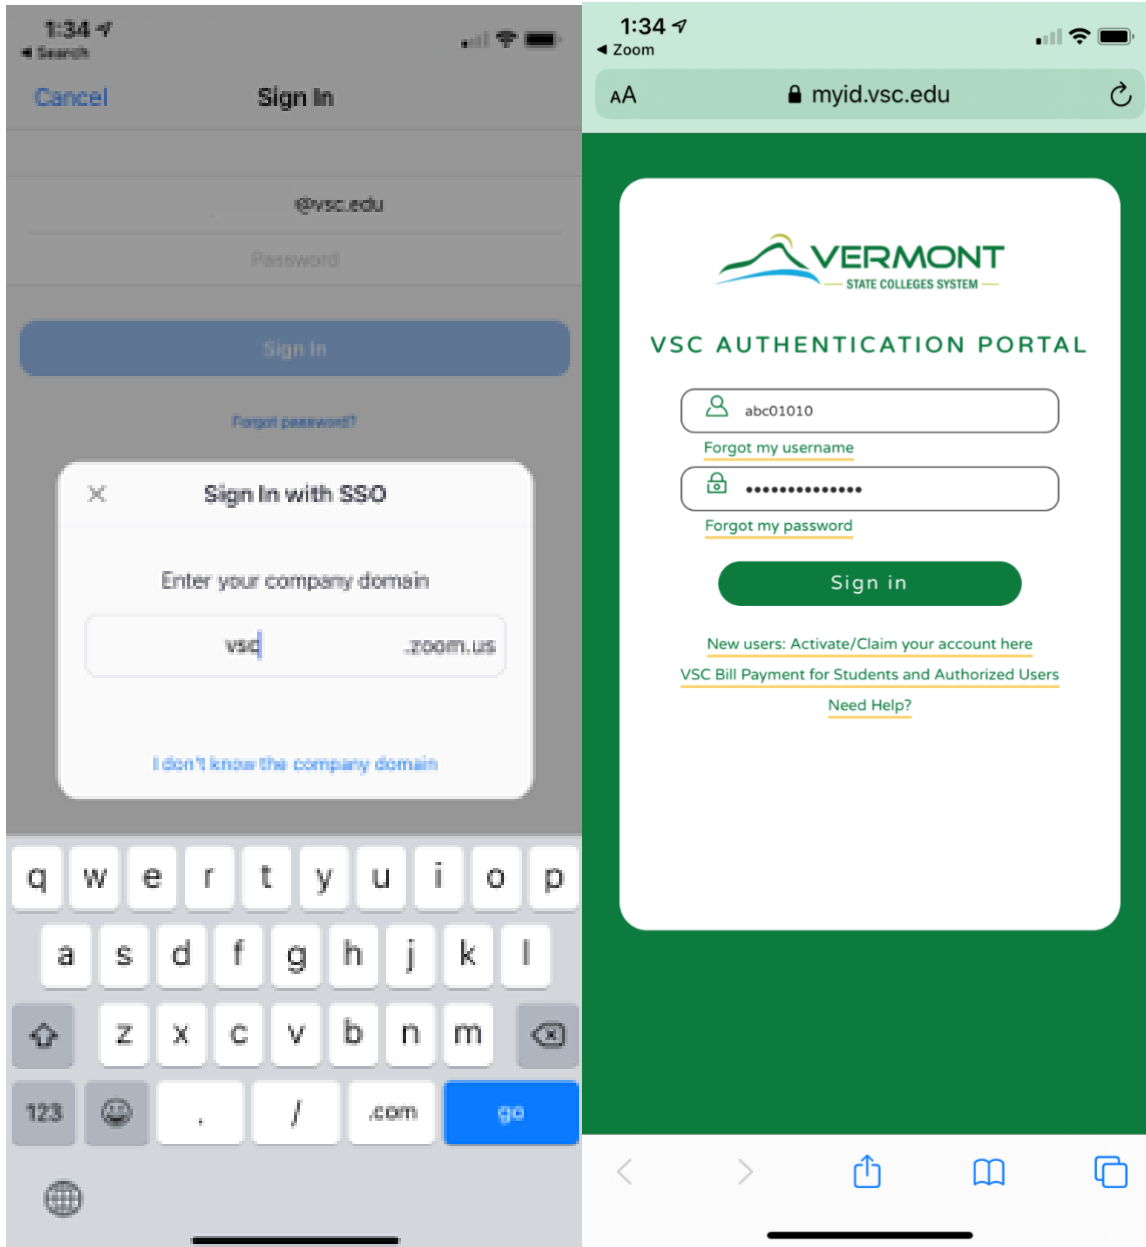 1:34
Search
Cancel
Sign In
@vsc.edu
Password
Sign In
Forgot password?
Sign In with SSO
Enter your company domain
vsc .zoom.us
I don't know the company domain
q w e r t y u i o p
a s d f g h j k l
z x c v b n m
123 . / .com go
1:34
Zoom
AA myid.vsc.edu
VERMONT
STATE COLLEGES SYSTEM
VSC AUTHENTICATION PORTAL
abc01010
Forgot my username
••••••••••••••
Forgot my password
Sign in
New users: Activate/Claim your account here
VSC Bill Payment for Students and Authorized Users
Need Help?